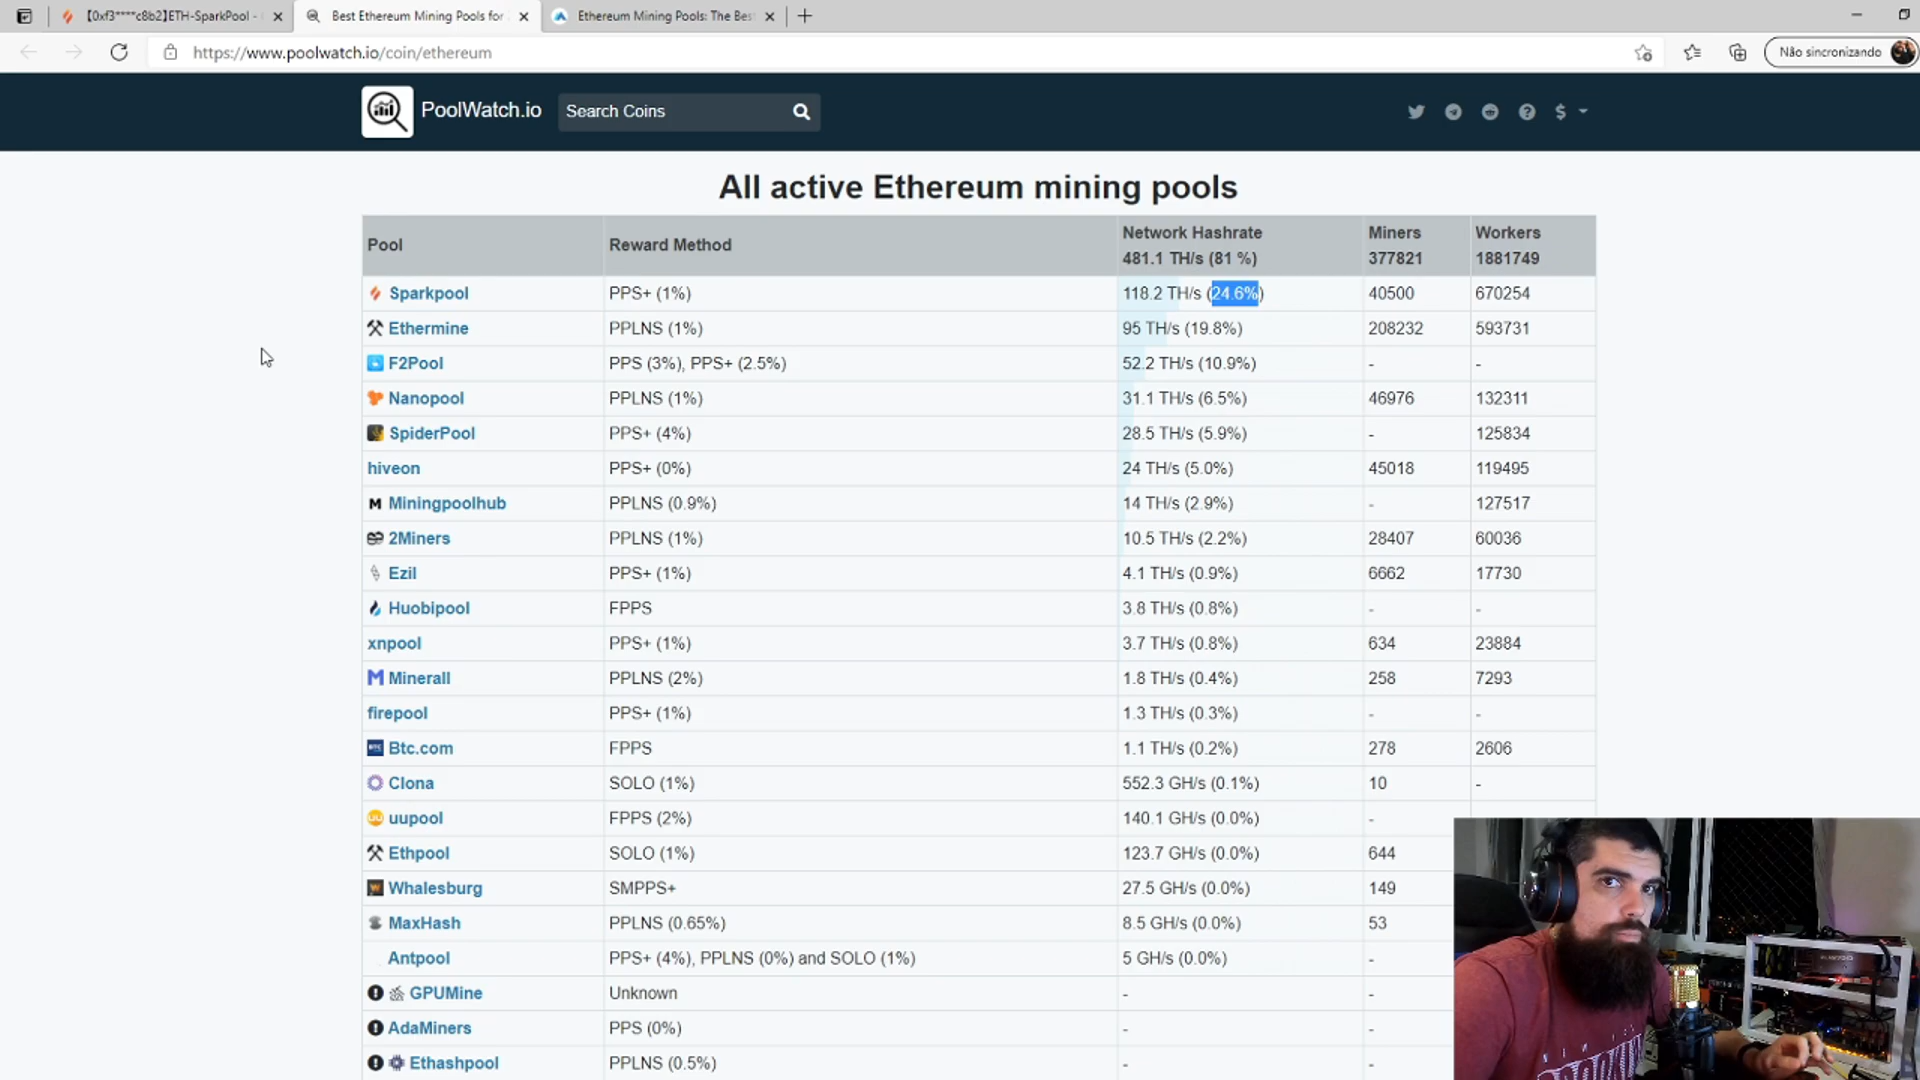 【0xf3****c8b2】ETH-SparkPool -
Best Ethereum Mining Pools for
Ethereum Mining Pools: The Bes
https://www.poolwatch.io/coin/ethereum
Não sincronizando
PoolWatch.io
Search Coins
$
All active Ethereum mining pools
Pool Reward Method Network Hashrate 481.1 TH/s (81 %) Miners 377821 Workers 1881749
Sparkpool PPS+ (1%) 118.2 TH/s (24.6%) 40500 670254
Ethermine PPLNS (1%) 95 TH/s (19.8%) 208232 593731
F2Pool PPS (3%), PPS+ (2.5%) 52.2 TH/s (10.9%) - -
Nanopool PPLNS (1%) 31.1 TH/s (6.5%) 46976 132311
SpiderPool PPS+ (4%) 28.5 TH/s (5.9%) - 125834
hiveon PPS+ (0%) 24 TH/s (5.0%) 45018 119495
M Miningpoolhub PPLNS (0.9%) 14 TH/s (2.9%) - 127517
2Miners PPLNS (1%) 10.5 TH/s (2.2%) 28407 60036
Ezil PPS+ (1%) 4.1 TH/s (0.9%) 6662 17730
Huobipool FPPS 3.8 TH/s (0.8%) - -
xnpool PPS+ (1%) 3.7 TH/s (0.8%) 634 23884
M Minerall PPLNS (2%) 1.8 TH/s (0.4%) 258 7293
firepool PPS+ (1%) 1.3 TH/s (0.3%) - -
Btc.com FPPS 1.1 TH/s (0.2%) 278 2606
Clona SOLO (1%) 552.3 GH/s (0.1%) 10 -
uupool FPPS (2%) 140.1 GH/s (0.0%) -
Ethpool SOLO (1%) 123.7 GH/s (0.0%) 644
Whalesburg SMPPS+ 27.5 GH/s (0.0%) 149
MaxHash PPLNS (0.65%) 8.5 GH/s (0.0%) 53
Antpool PPS+ (4%), PPLNS (0%) and SOLO (1%) 5 GH/s (0.0%) -
GPUMine Unknown - -
AdaMiners PPS (0%) - -
Ethashpool PPLNS (0.5%) - -